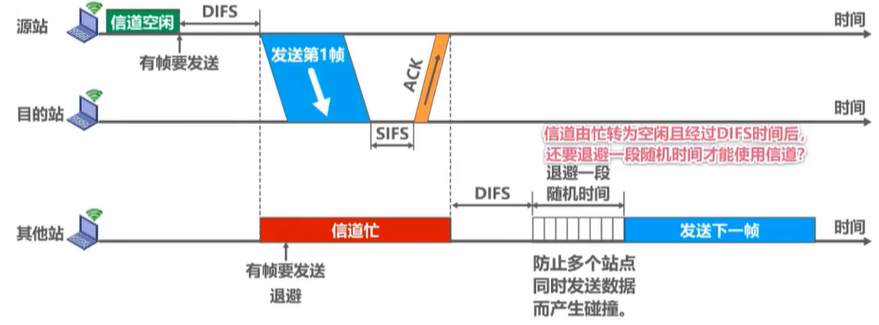 源站
信道空闲
DIFS
时间
有帧要发送
发送第1帧
ACK
目的站
时间
SIFS
信道由忙转为空闲且经过DIFS时间后，
还要退避一段随机时间才能使用信道？
退避一段
随机时间
DIFS
其他站
信道忙
发送下一帧
时间
有帧要发送
退避
防止多个站点
同时发送数据
而产生碰撞。